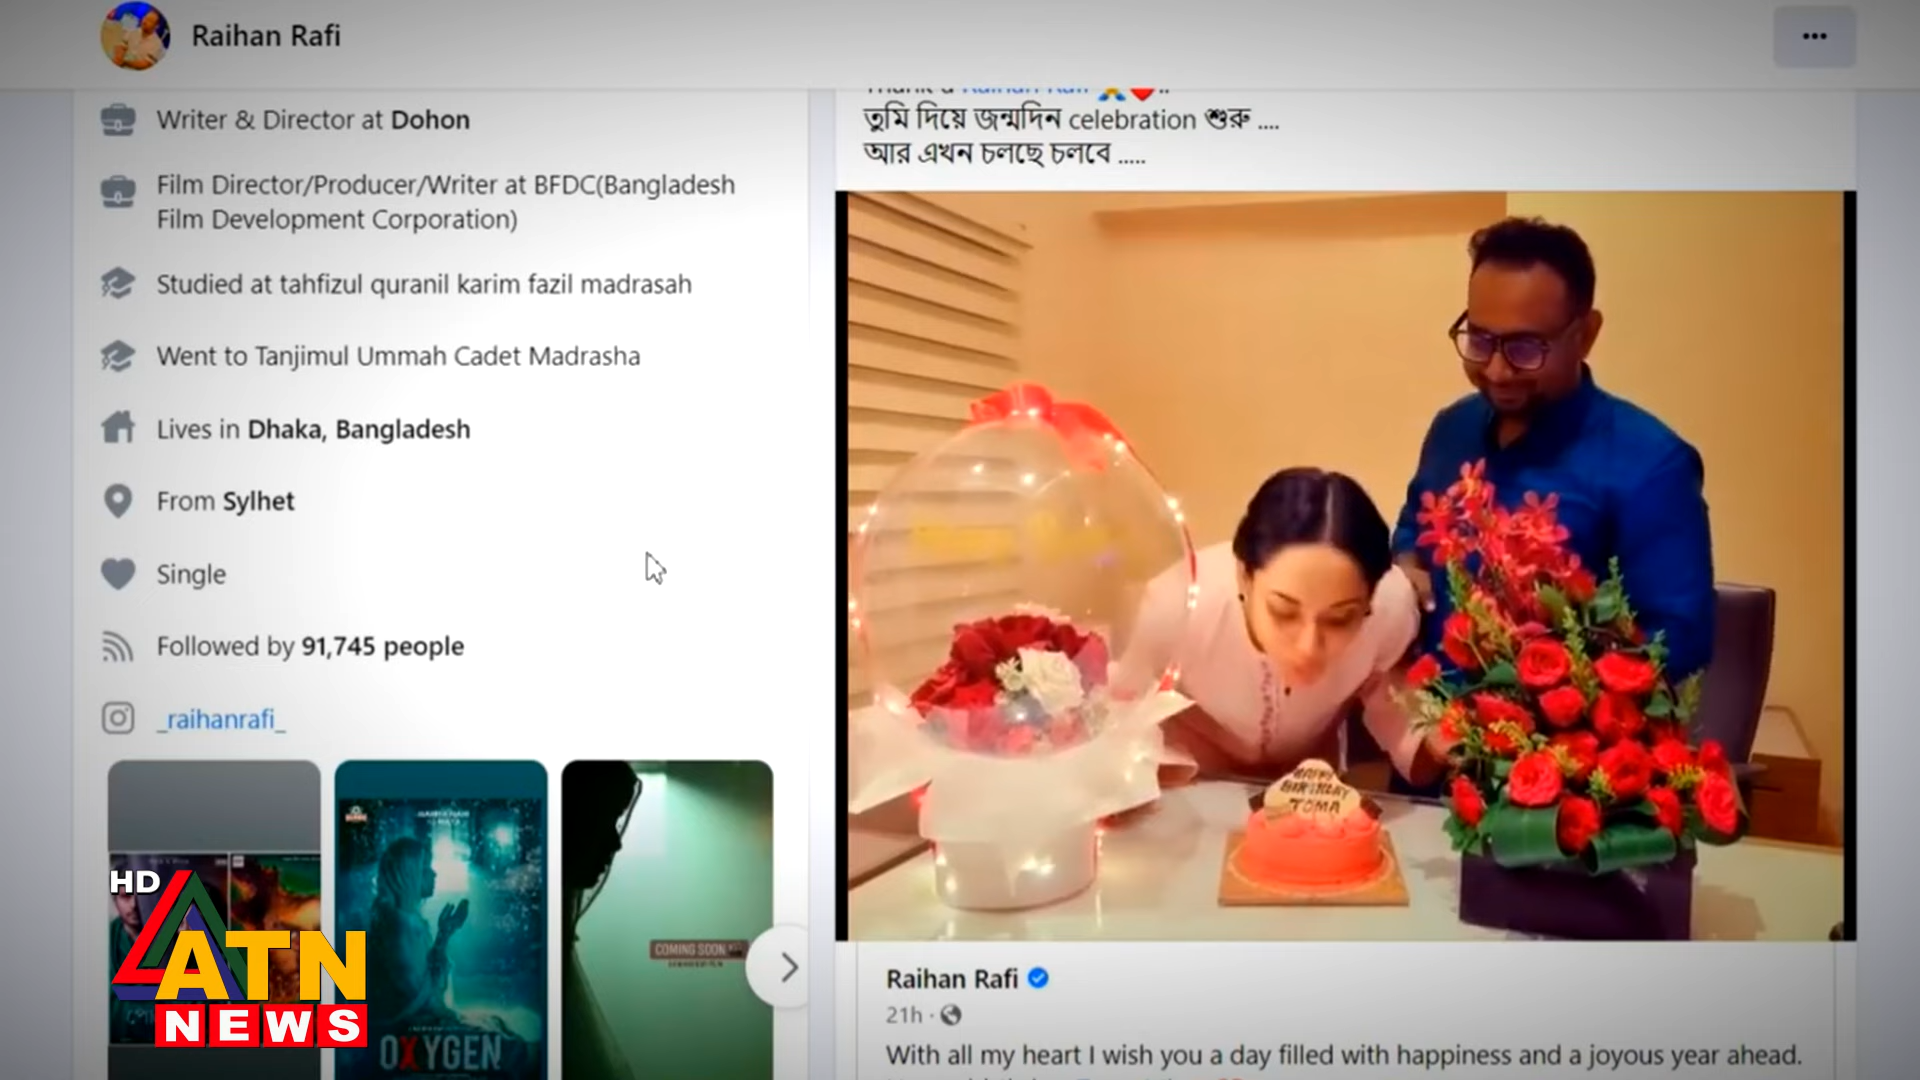 Raihan Rafi
Writer & Director at Dohon
Film Director/Producer/Writer at BFDC(Bangladesh
Film Development Corporation)
Studied at tahfizul quranil karim fazil madrasah
Went to Tanjimul Ummah Cadet Madrasha
Lives in Dhaka, Bangladesh
From Sylhet
Single
Followed by 91,745 people
_raihanrafi_
COMING SOON
OXYGEN
HD
ATN
NEWS
তুমি দিয়ে জন্মদিন celebration শুরু ....
আর এখন চলছে চলবে .....
HAPPY
BIRTHDAY
TOMA
Raihan Rafi
21h ·
With all my heart I wish you a day filled with happiness and a joyous year ahead.